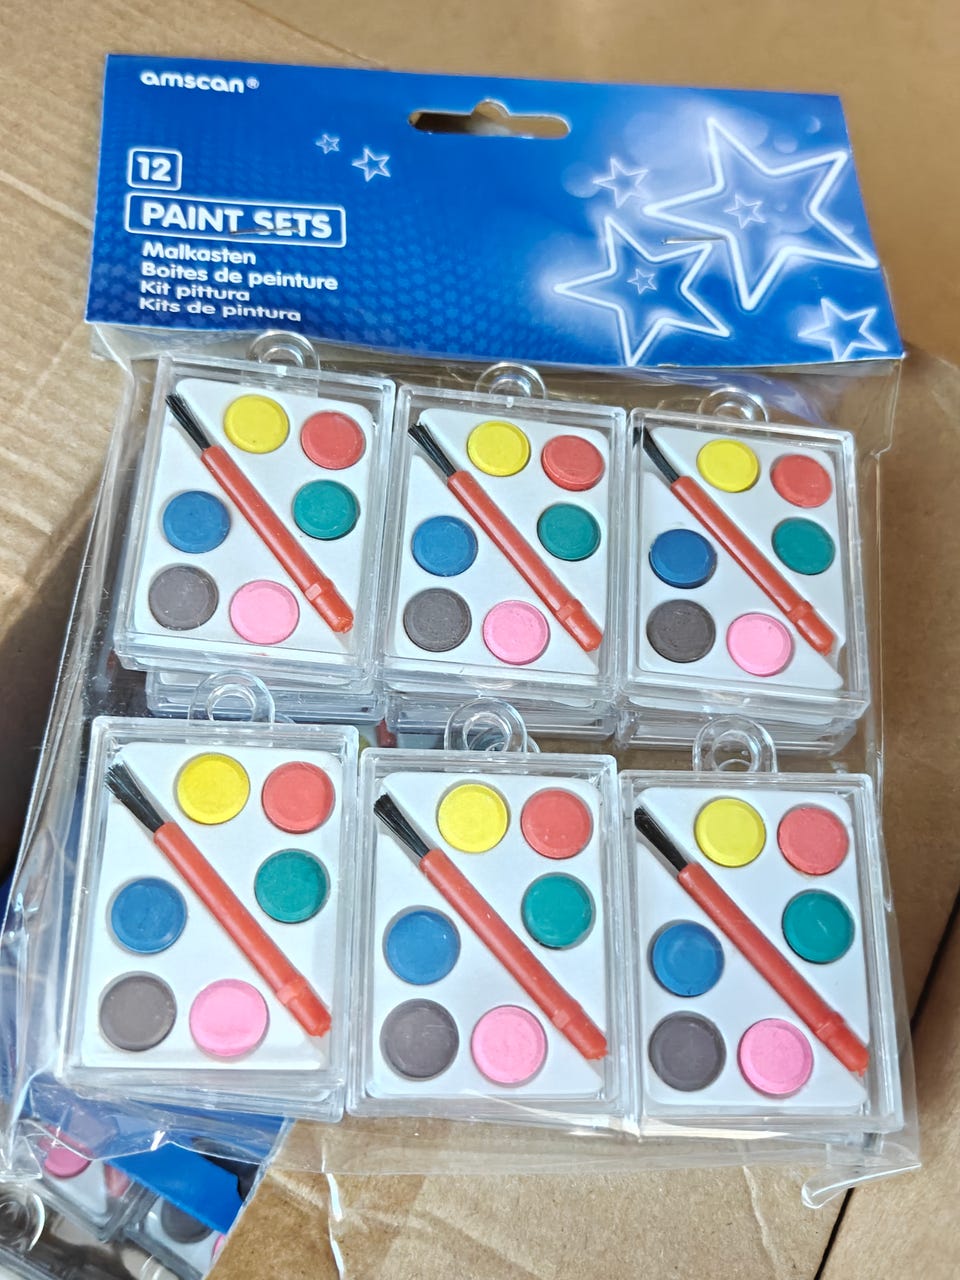 amscan®
12
PAINT SETS
Malkasten
Boites de peinture
Kit pittura
Kits de pintura